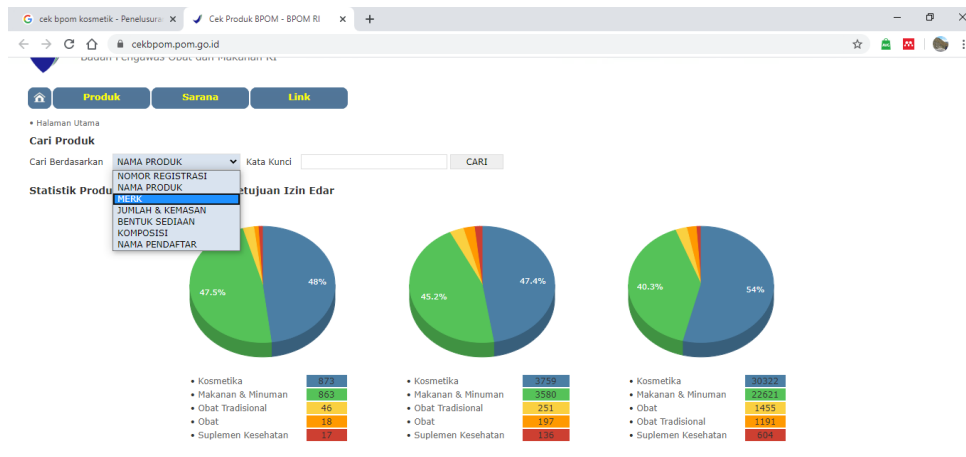 cek bpom kosmetik - Penelusura
Cek Produk BPOM - BPOM RI
cekbpom.pom.go.id
Badan Pengawas Obat dan Makanan RI
Produk Sarana Link
• Halaman Utama
Cari Produk
Cari Berdasarkan NAMA PRODUK Kata Kunci CARI
NOMOR REGISTRASI
NAMA PRODUK
MERK
JUMLAH & KEMASAN
BENTUK SEDIAAN
KOMPOSISI
NAMA PENDAFTAR
Statistik Produ etujuan Izin Edar
47.5% 48%
45.2% 47.4%
40.3% 54%
• Kosmetika 873
• Makanan & Minuman 863
• Obat Tradisional 46
• Obat 18
• Suplemen Kesehatan 17
• Kosmetika 3759
• Makanan & Minuman 3580
• Obat Tradisional 251
• Obat 197
• Suplemen Kesehatan 136
• Kosmetika 30322
• Makanan & Minuman 22621
• Obat 1455
• Obat Tradisional 1191
• Suplemen Kesehatan 604